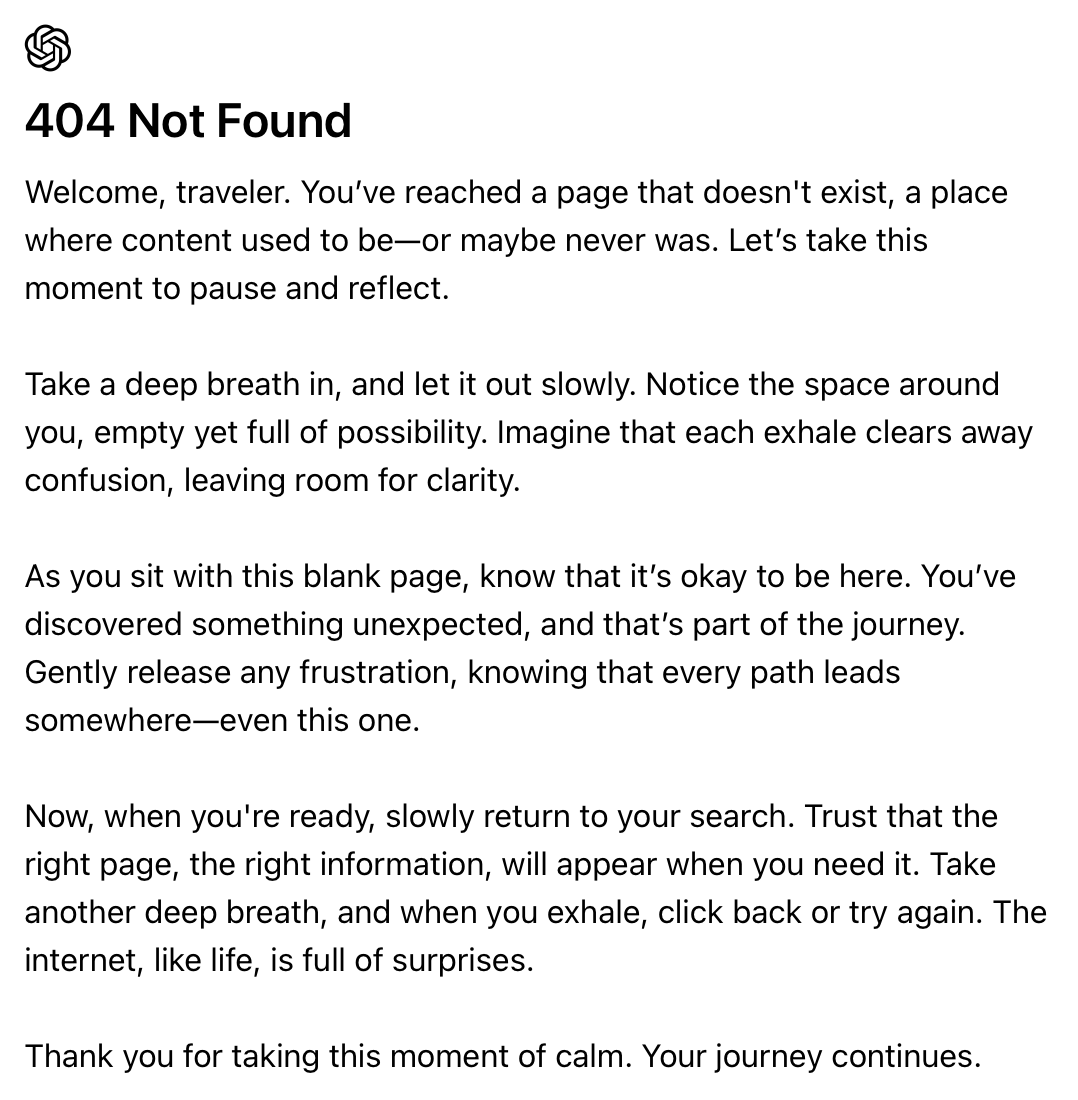 404 Not Found
Welcome, traveler. You’ve reached a page that doesn't exist, a place
where content used to be—or maybe never was. Let’s take this
moment to pause and reflect.
Take a deep breath in, and let it out slowly. Notice the space around
you, empty yet full of possibility. Imagine that each exhale clears away
confusion, leaving room for clarity.
As you sit with this blank page, know that it’s okay to be here. You’ve
discovered something unexpected, and that’s part of the journey.
Gently release any frustration, knowing that every path leads
somewhere—even this one.
Now, when you're ready, slowly return to your search. Trust that the
right page, the right information, will appear when you need it. Take
another deep breath, and when you exhale, click back or try again. The
internet, like life, is full of surprises.
Thank you for taking this moment of calm. Your journey continues.